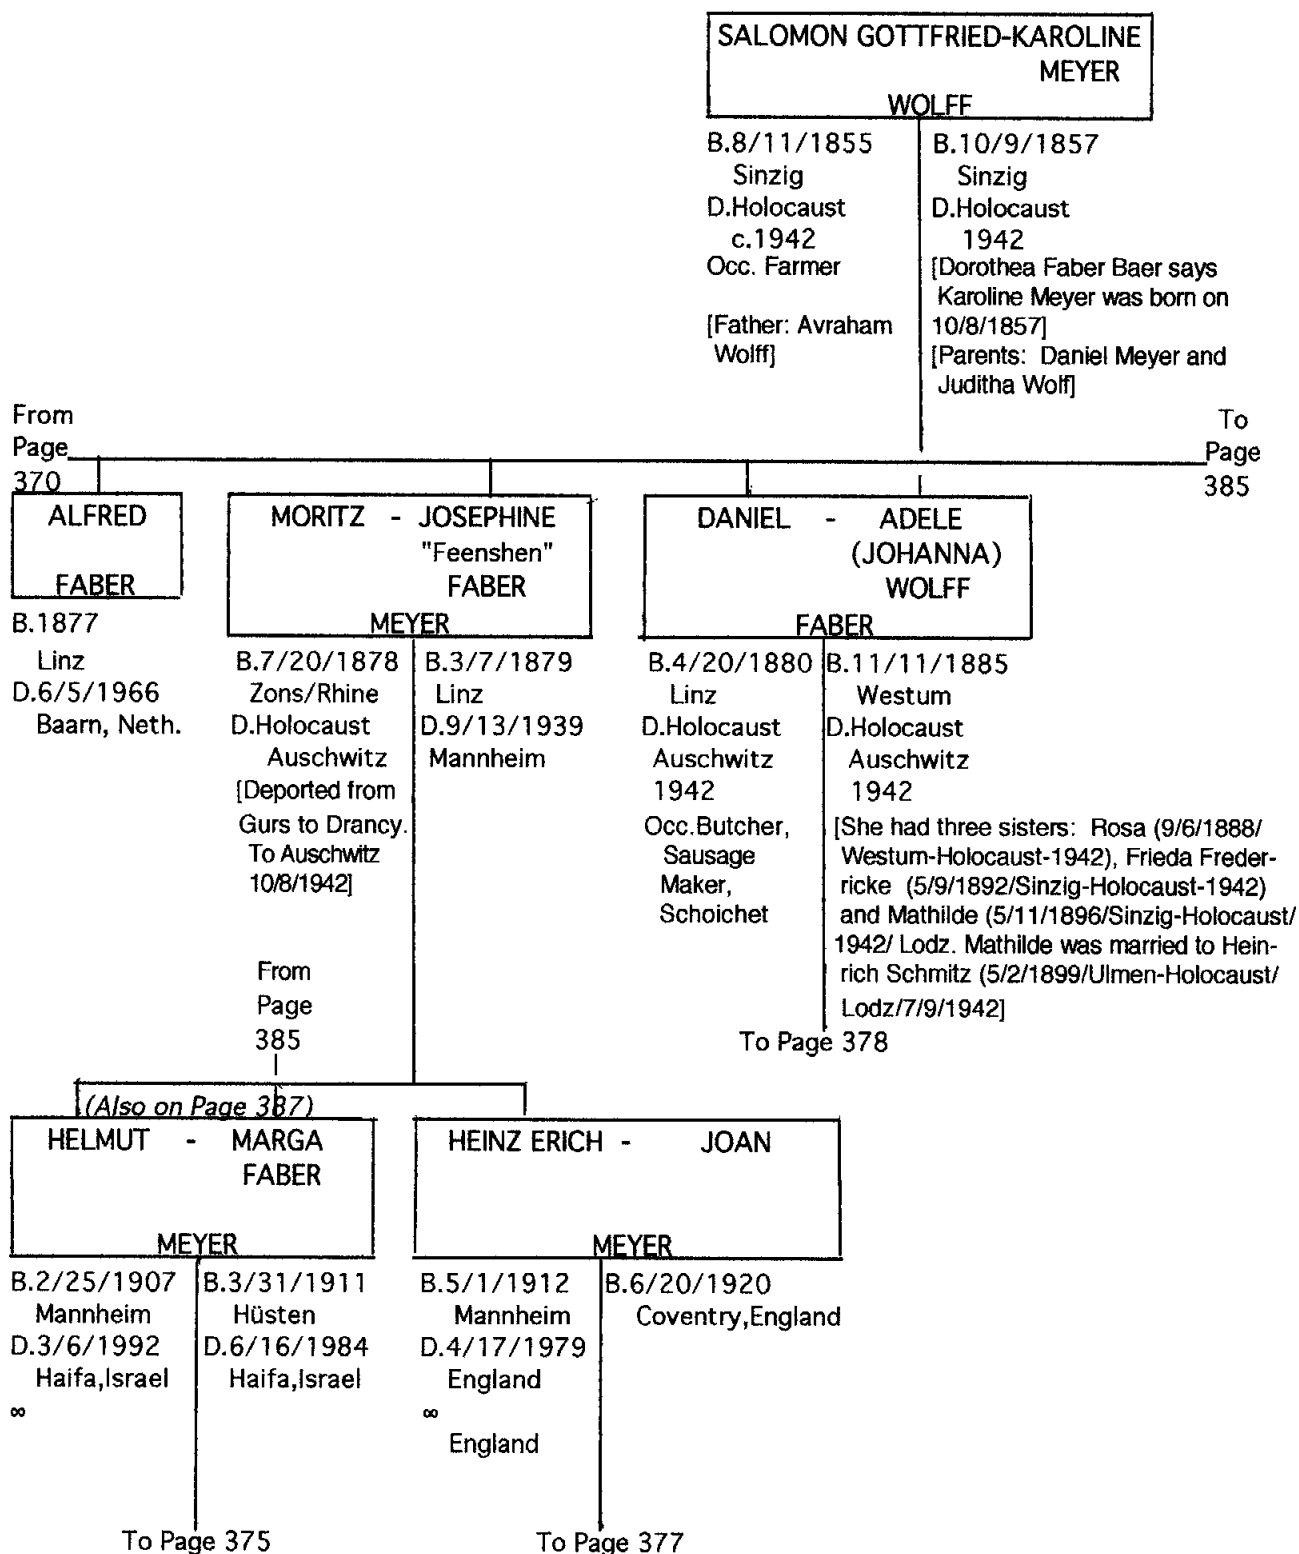 SALOMON GOTTFRIED-KAROLINE
MEYER
WOLFF
B.8/11/1855
Sinzig
D.Holocaust
c.1942
Occ. Farmer
[Father: Avraham
Wolff]
B.10/9/1857
Sinzig
D.Holocaust
1942
[Dorothea Faber Baer says
Karoline Meyer was born on
10/8/1857]
[Parents: Daniel Meyer and
Juditha Wolf]
From
Page
370
To
Page
385
ALFRED
FABER
B.1877
Linz
D.6/5/1966
Baarn, Neth.
MORITZ - JOSEPHINE
"Feenshen"
FABER
MEYER
B.7/20/1878
Zons/Rhine
D.Holocaust
Auschwitz
[Deported from
Gurs to Drancy.
To Auschwitz
10/8/1942]
B.3/7/1879
Linz
D.9/13/1939
Mannheim
DANIEL - ADELE
(JOHANNA)
WOLFF
FABER
B.4/20/1880
Linz
D.Holocaust
Auschwitz
1942
Occ.Butcher,
Sausage
Maker,
Schoichet
B.11/11/1885
Westum
D.Holocaust
Auschwitz
1942
[She had three sisters: Rosa (9/6/1888/
Westum-Holocaust-1942), Frieda Freder-
ricke (5/9/1892/Sinzig-Holocaust-1942)
and Mathilde (5/11/1896/Sinzig-Holocaust/
1942/ Lodz. Mathilde was married to Hein-
rich Schmitz (5/2/1899/Ulmen-Holocaust/
Lodz/7/9/1942]
To Page 378
From
Page
385
(Also on Page 387)
HELMUT - MARGA
FABER
MEYER
B.2/25/1907
Mannheim
D.3/6/1992
Haifa,Israel
∞
B.3/31/1911
Hüsten
D.6/16/1984
Haifa,Israel
To Page 375
HEINZ ERICH - JOAN
MEYER
B.5/1/1912
Mannheim
D.4/17/1979
England
∞
England
B.6/20/1920
Coventry,England
To Page 377